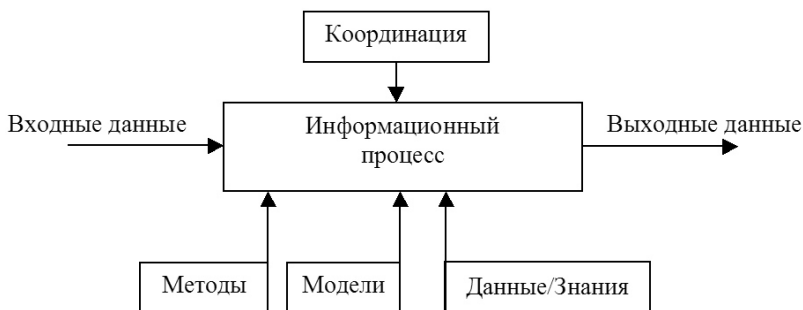 Координация
Входные данные
Информационный
процесс
Выходные данные
Методы
Модели
Данные/Знания